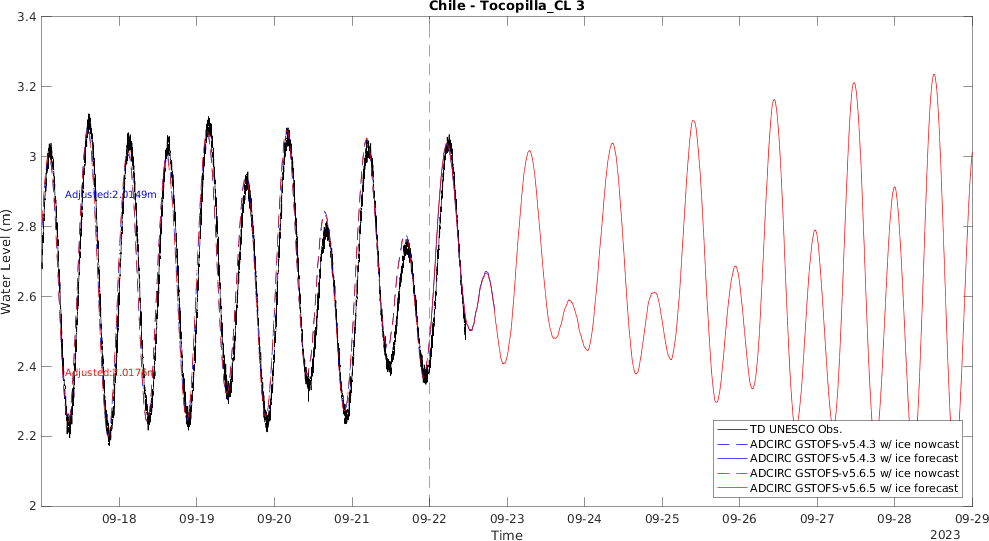 Chile - Tocopilla_CL 3
3.4
3.2
3
2.8
2.6
2.4
2.2
2
Water Level (m)
Adjusted:2.0149m
Adjusted:2.0176m
TD UNESCO Obs.
ADCIRC GSTOFS-v5.4.3 w/ ice nowcast
ADCIRC GSTOFS-v5.4.3 w/ ice forecast
ADCIRC GSTOFS-v5.6.5 w/ ice nowcast
ADCIRC GSTOFS-v5.6.5 w/ ice forecast
09-18 09-19 09-20 09-21 09-22 09-23 09-24 09-25 09-26 09-27 09-28 09-29
Time
2023